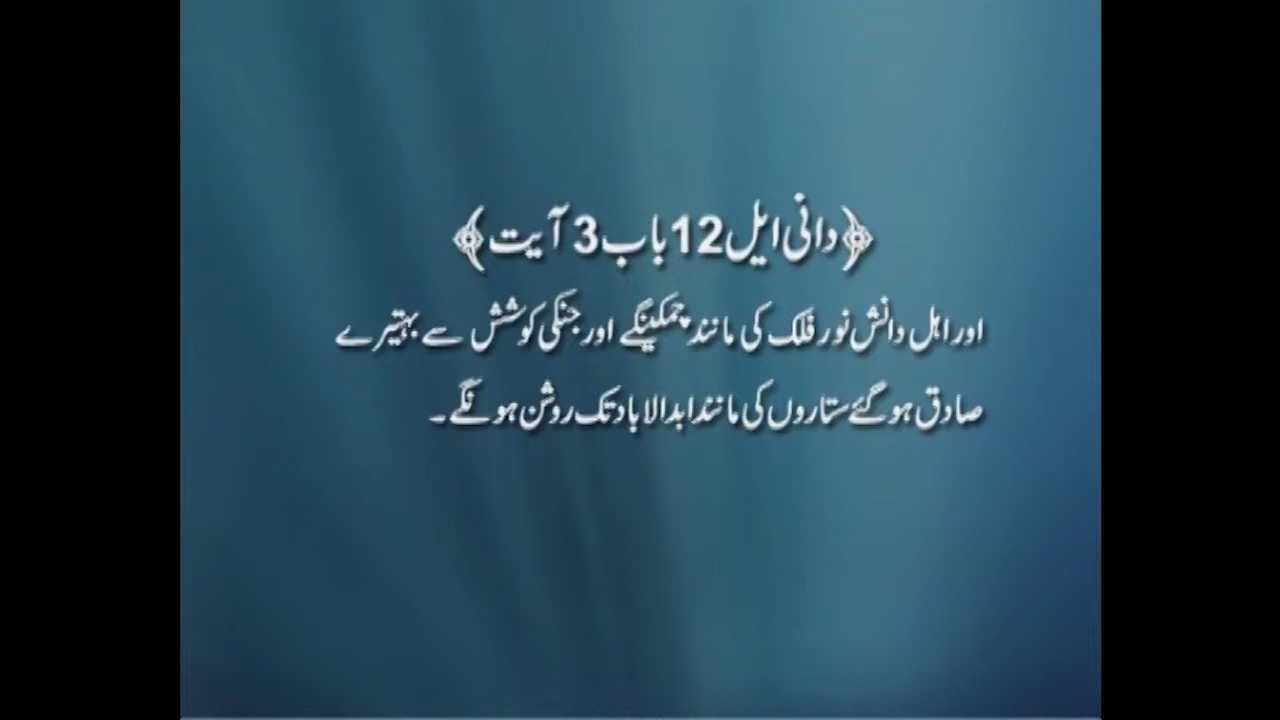 ﴿دانی ایل 12 باب 3 آیت﴾
اور اہل دانش نور فلک کی مانند چمکینگے اور جنکی کوشش سے بہتیرے
صادق ہو گئے ستاروں کی مانند ابدالاباد تک روشن ہونگے۔